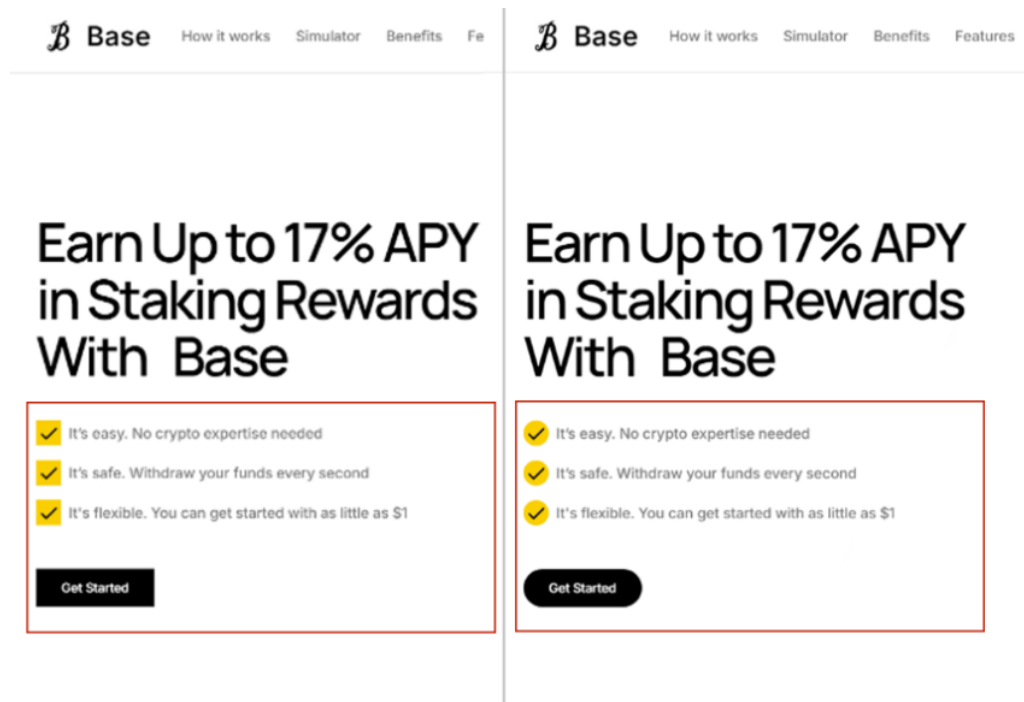 Base How it works Simulator Benefits Fe
Earn Up to 17% APY
in Staking Rewards
With Base
It's easy. No crypto expertise needed
It's safe. Withdraw your funds every second
It's flexible. You can get started with as little as $1
Get Started
Base How it works Simulator Benefits Features
Earn Up to 17% APY
in Staking Rewards
With Base
It's easy. No crypto expertise needed
It's safe. Withdraw your funds every second
It's flexible. You can get started with as little as $1
Get Started